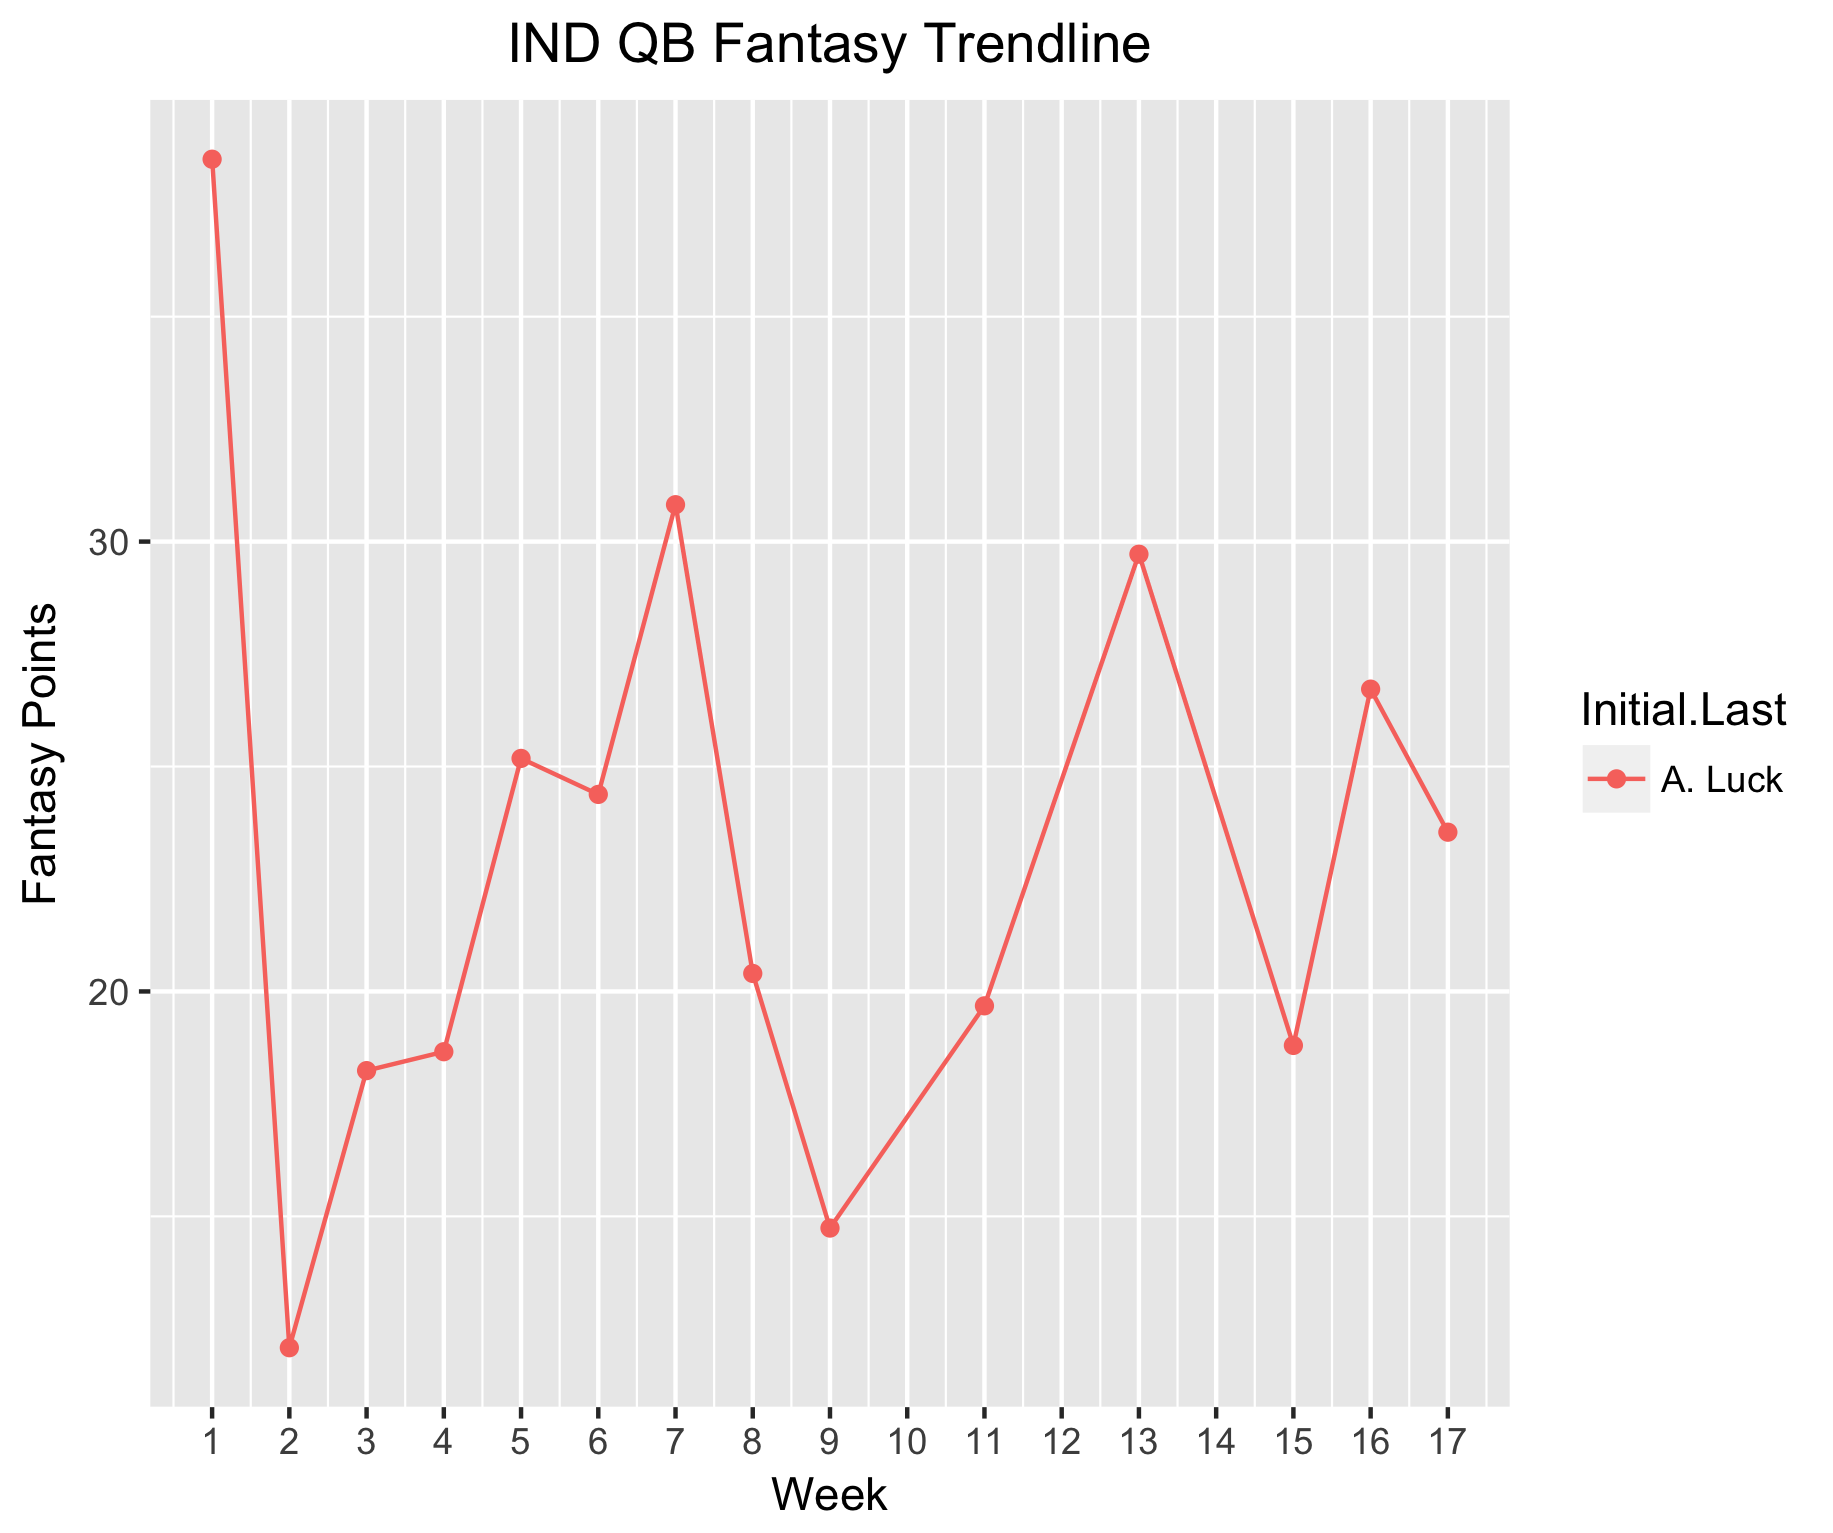 IND QB Fantasy Trendline
Fantasy Points
30
20
1 2 3 4 5 6 7 8 9 10 11 12 13 14 15 16 17
Week
Initial.Last
A. Luck